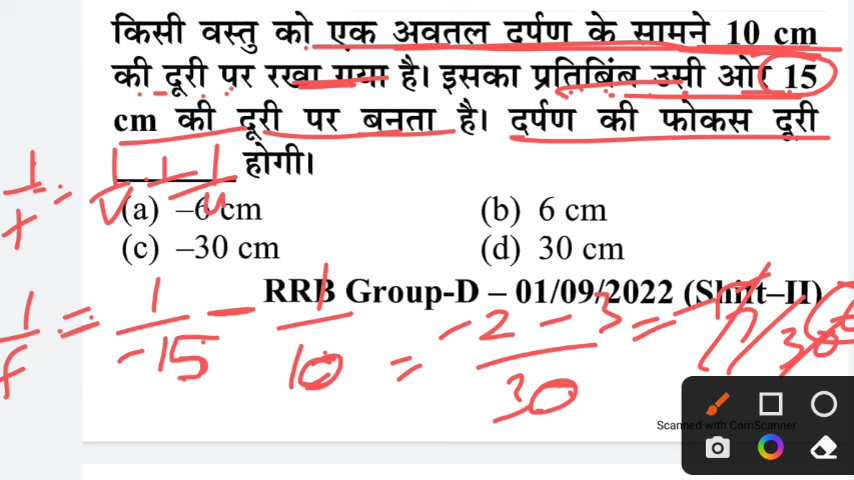 किसी वस्तु को एक अवतल दर्पण के सामने 10 cm
की दूरी पर रखा गया है। इसका प्रतिबिंब उसी ओर 15
cm की दूरी पर बनता है। दर्पण की फोकस दूरी
________ होगी।
1/f = 1/v + 1/u
(a) –6 cm (b) 6 cm
(c) –30 cm (d) 30 cm
RRB Group-D – 01/09/2022 (Shift–II)
1/f = 1/-15 - 1/10 = -2 - 3/30 =
Scanned with CamScanner